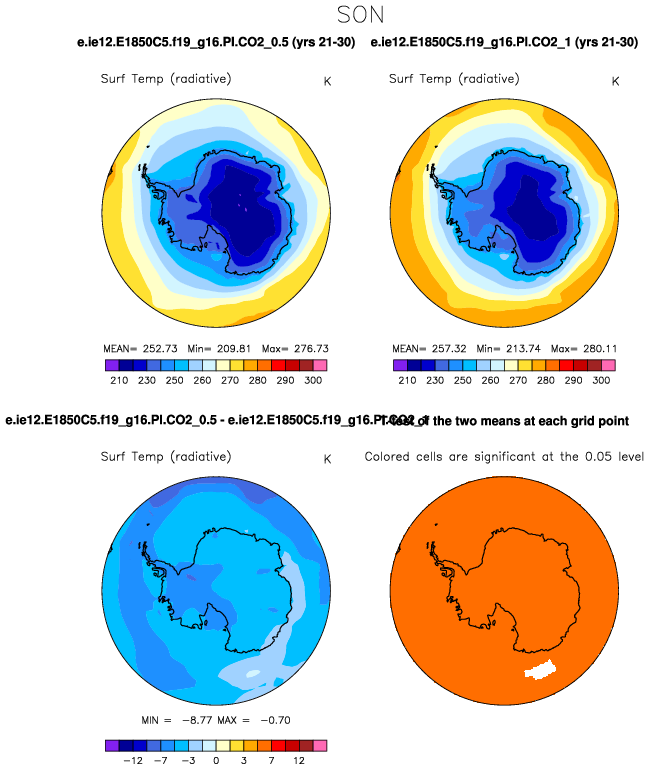 SON
e.ie12.E1850C5.f19_g16.PI.CO2_0.5 (yrs 21-30)
e.ie12.E1850C5.f19_g16.PI.CO2_1 (yrs 21-30)
Surf Temp (radiative) K
Surf Temp (radiative) K
MEAN= 252.73 Min= 209.81 Max= 276.73
MEAN= 257.32 Min= 213.74 Max= 280.11
210 230 250 260 270 280 290 300
210 230 250 260 270 280 290 300
e.ie12.E1850C5.f19_g16.PI.CO2_0.5 - e.ie12.E1850C5.f19_g16.PI.CO2_1
T-Test of the two means at each grid point
Surf Temp (radiative) K
Colored cells are significant at the 0.05 level
MIN = -8.77 MAX = -0.70
-12 -7 -3 0 3 7 12